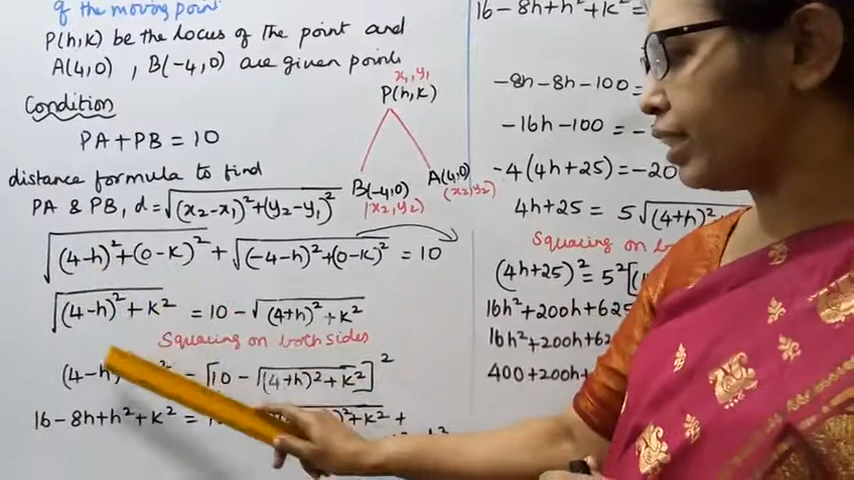 of the moving point
P(h,k) be the locus of the point and
A(4,0) , B(-4,0) are given point
Condition
PA+PB = 10
distance formula to find
PA & PB, d = √(x₂-x₁)²+(y₂-y₁)²
x₁,y₁
P(h,k)
B(-4,0)
(x₂,y₂)
A(4,0)
(x₂,y₂)
√(4-h)²+(0-k)² + √(-4-h)²+(0-k)² = 10
√(4-h)²+k² = 10-√(4+h)²+k²
Squaring on both sides
(4-h) = [10-√(4+h)²+k²]²
16-8h+h²+k² =
16-8h+h²+k² =
-8h-8h-100 =
-16h-100 =
-4(4h+25) = -20
4h+25 = 5√(4+h)²
Squaring on
(4h+25)² = 5²[
16h²+200h+625
16h²+200h+62
400+200h